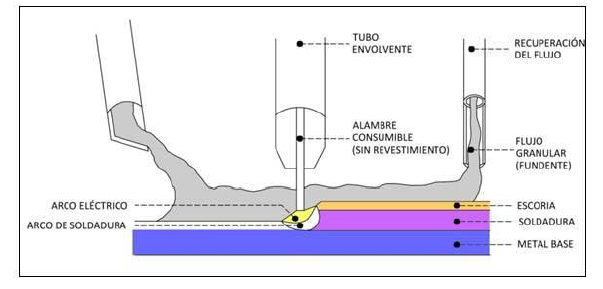 TUBO
ENVOLVENTE
RECUPERACIÓN
DEL FLUJO
ALAMBRE
CONSUMIBLE
(SIN REVESTIMIENTO)
FLUJO
GRANULAR
(FUNDENTE)
ARCO ELÉCTRICO
ESCORIA
ARCO DE SOLDADURA
SOLDADURA
METAL BASE